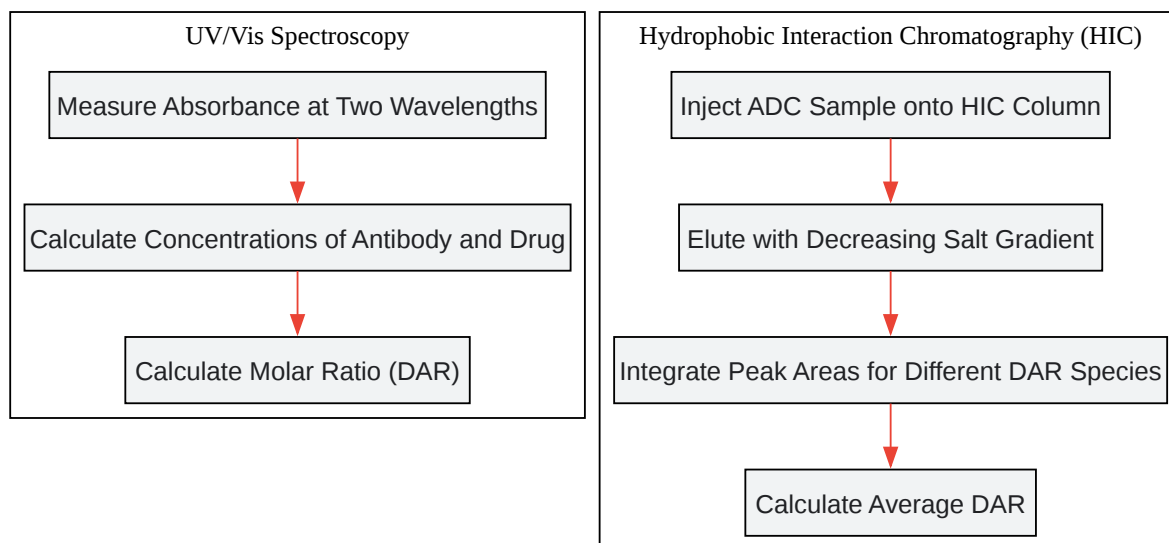 UV/Vis Spectroscopy
Measure Absorbance at Two Wavelengths
Calculate Concentrations of Antibody and Drug
Calculate Molar Ratio (DAR)
Hydrophobic Interaction Chromatography (HIC)
Inject ADC Sample onto HIC Column
Elute with Decreasing Salt Gradient
Integrate Peak Areas for Different DAR Species
Calculate Average DAR